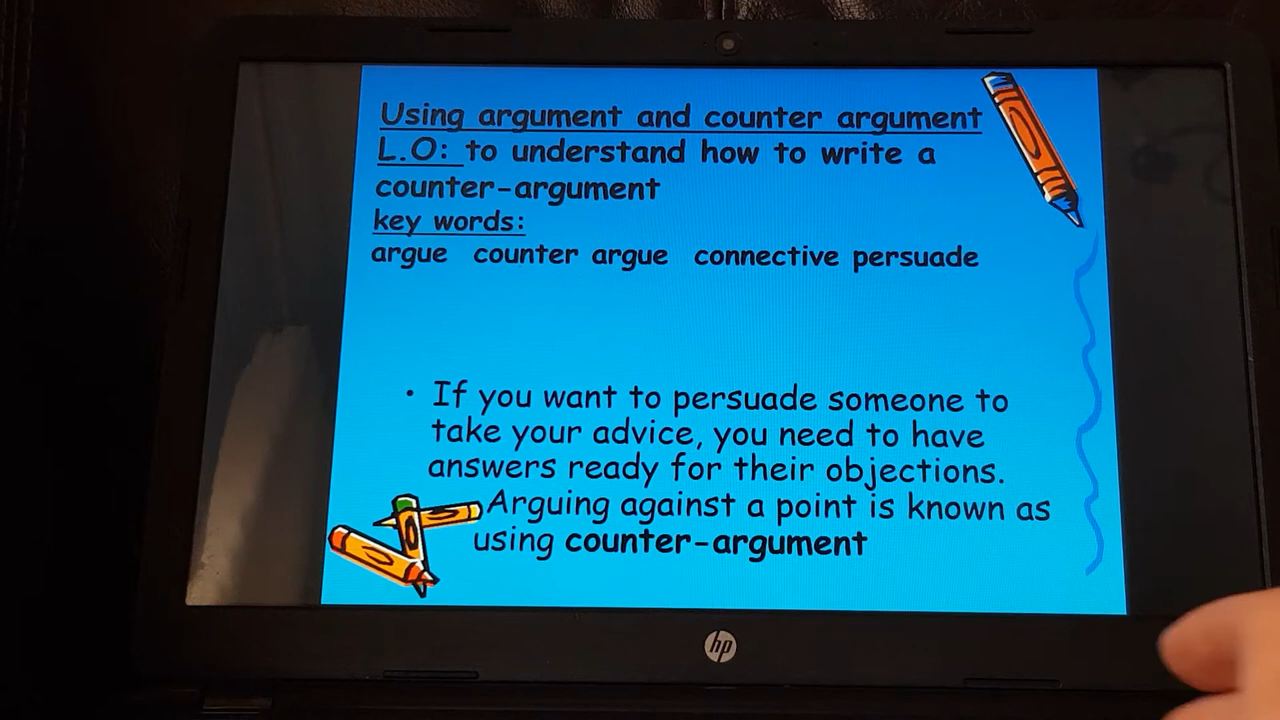 Using argument and counter argument
L.O: to understand how to write a
counter-argument
key words:
argue counter argue connective persuade
• If you want to persuade someone to
take your advice, you need to have
answers ready for their objections.
Arguing against a point is known as
using counter-argument
hp